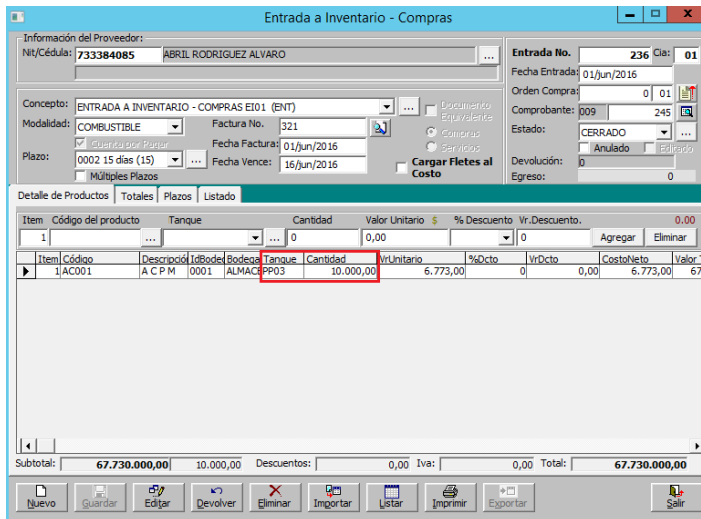 Entrada a Inventario - Compras
Información del Proveedor:
Nit/Cédula: 733384085 ABRIL RODRIGUEZ ALVARO ...
Entrada No. 236 Cia: 01
Fecha Entrada: 01/jun/2016
Orden Compra: 0 01
Comprobante: 009 245
Estado: CERRADO ...
Anulado Editado
Devolución: 0
Egreso: 0
Concepto: ENTRADA A INVENTARIO - COMPRAS EI01 (ENT) ...
Documento Equivalente
Modalidad: COMBUSTIBLE Factura No. 321
Compras
Cuenta por Pagar Fecha Factura: 01/jun/2016
Servicios
Plazo: 0002 15 días (15) ... Fecha Vence: 16/jun/2016
Cargar Fletes al Costo
Múltiples Plazos
Detalle de Productos Totales Plazos Listado
Item Código del producto Tanque Cantidad Valor Unitario $ % Descuento Vr.Descuento. 0.00
1 ... ... 0 0,00 0 Agregar Eliminar
Item Código Descripció IdBode Bodega Tanque Cantidad VrUnitario %Dcto VrDcto CostoNeto Valor
1 AC001 A C P M 0001 ALMACE PP03 10.000,00 6.773,00 0 0,00 6.773,00 67
Subtotal: 67.730.000,00 10.000,00 Descuentos: 0,00 Iva: 0,00 Total: 67.730.000,00
Nuevo Guardar Editar Devolver Eliminar Importar Listar Imprimir Exportar Salir